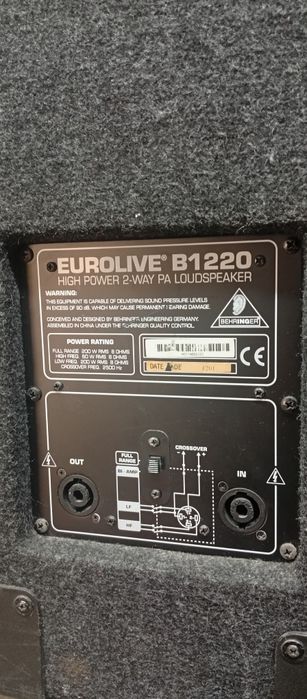 EUROLIVE® B1220
HIGH POWER 2-WAY PA LOUDSPEAKER
WARNING:
THIS EQUIPMENT IS CAPABLE OF DELIVERING SOUND PRESSURE LEVELS
IN EXCESS OF 90 dB, WHICH MAY CAUSE PERMANENT HEARING DAMAGE.
CONCEIVED AND DESIGNED BY BEHRINGER ENGINEERING GERMANY.
ASSEMBLED IN CHINA UNDER THE BEHRINGER QUALITY CONTROL.
BEHRINGER
POWER RATING
FULL RANGE 200 W RMS 8 OHMS
HIGH FREQ. 50 W RMS 8 OHMS
LOW FREQ. 200 W RMS 8 OHMS
CROSSOVER FREQ. 2500 Hz
DATE CODE 1201
CE
OUT
FULL
RANGE
BI - AMP
CROSSOVER
- +
IN
LF
HF